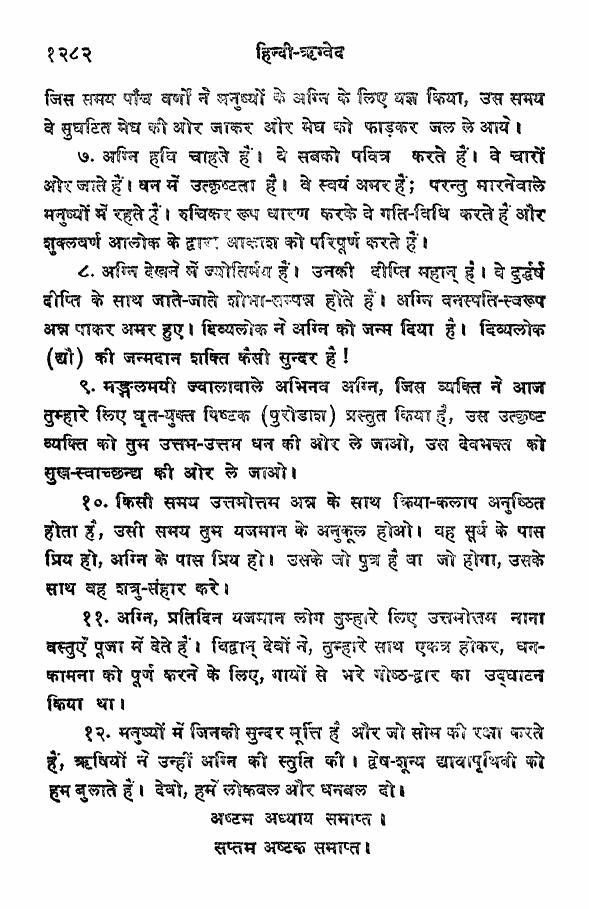 १२८२ हिन्दी-ऋग्वेद
जिस समय पाँच वर्णों ने मनुष्यों के अग्नि के लिए यज्ञ किया, उस समय
वे सुघटित मेघ की ओर जाकर और मेघ को फाड़कर जल ले आये।
७. अग्नि हवि चाहते हैं। वे सबको पवित्र करते हैं। वे चारों
ओर जाते हैं। धन में उत्कृष्टता है। वे स्वयं अमर हैं; परन्तु मारनेवाले
मनुष्यों में रहते हैं। रुचिकर रूप धारण करके वे गति-विधि करते हैं और
शुक्लवर्ण आलोक के द्वारा आकाश को परिपूर्ण करते हैं।
८. अग्नि देखने में ज्योतिर्मय हैं। उनकी दीप्ति महान् है। वे दुर्द्धर्ष
दीप्ति के साथ जाते-जाते शोभा-सम्पन्न होते हैं। अग्नि वनस्पति-स्वरूप
अन्न पाकर अमर हुए। दिव्यलोक ने अग्नि को जन्म दिया है। दिव्यलोक
(द्यौ) की जन्मदान शक्ति कैसी सुन्दर है!
९. मङ्गलमयी ज्वालावाले अभिनव अग्नि, जिस व्यक्ति ने आज
तुम्हारे लिए घृत-युक्त पिष्टक (पुरोडाश) प्रस्तुत किया है, उस उत्कृष्ट
व्यक्ति को तुम उत्तम-उत्तम धन की ओर ले जाओ, उस देवभक्त को
सुख-स्वाच्छन्द्य की ओर ले जाओ।
१०. किसी समय उत्तमोत्तम अन्न के साथ क्रिया-कलाप अनुष्ठित
होता है, उसी समय तुम यजमान के अनुकूल होओ। वह सूर्य के पास
प्रिय हो, अग्नि के पास प्रिय हो। उसके जो पुत्र है वा जो होगा, उसके
साथ वह शत्रु-संहार करे।
११. अग्नि, प्रतिदिन यजमान लोग तुम्हारे लिए उत्तमोत्तम नाना
वस्तुएँ पूजा में देते हैं। विद्वान् देवों ने, तुम्हारे साथ एकत्र होकर, धन-
कामना को पूर्ण करने के लिए, गायों से भरे गोष्ठ-द्वार का उद्घाटन
किया था।
१२. मनुष्यों में जिनकी सुन्दर मूर्त्ति है और जो सोम की रक्षा करते
हैं, ऋषियों ने उन्हीं अग्नि की स्तुति की। द्वेष-शून्य द्यावापृथिवी को
हम बुलाते हैं। देवो, हमें लोकबल और धनबल दो।
अष्टम अध्याय समाप्त।
सप्तम अष्टक समाप्त।